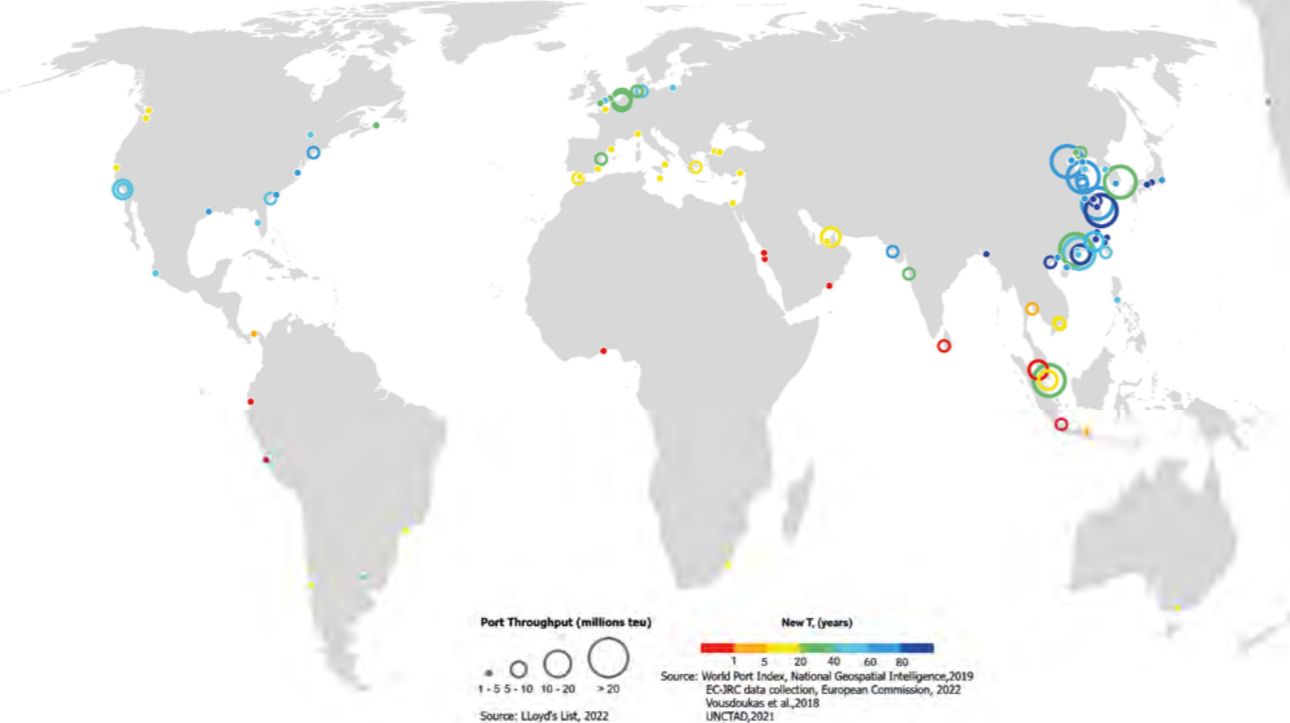 Port Throughput (millions teu)
1 - 5 5 - 10 10 - 20 > 20
Source: LLoyd's List, 2022
New T, (years)
1 5 20 40 60 80
Source: World Port Index, National Geospatial Intelligence,2019
EC-JRC data collection, European Commission, 2022
Vousdoukas et al.,2018
UNCTAD,2021